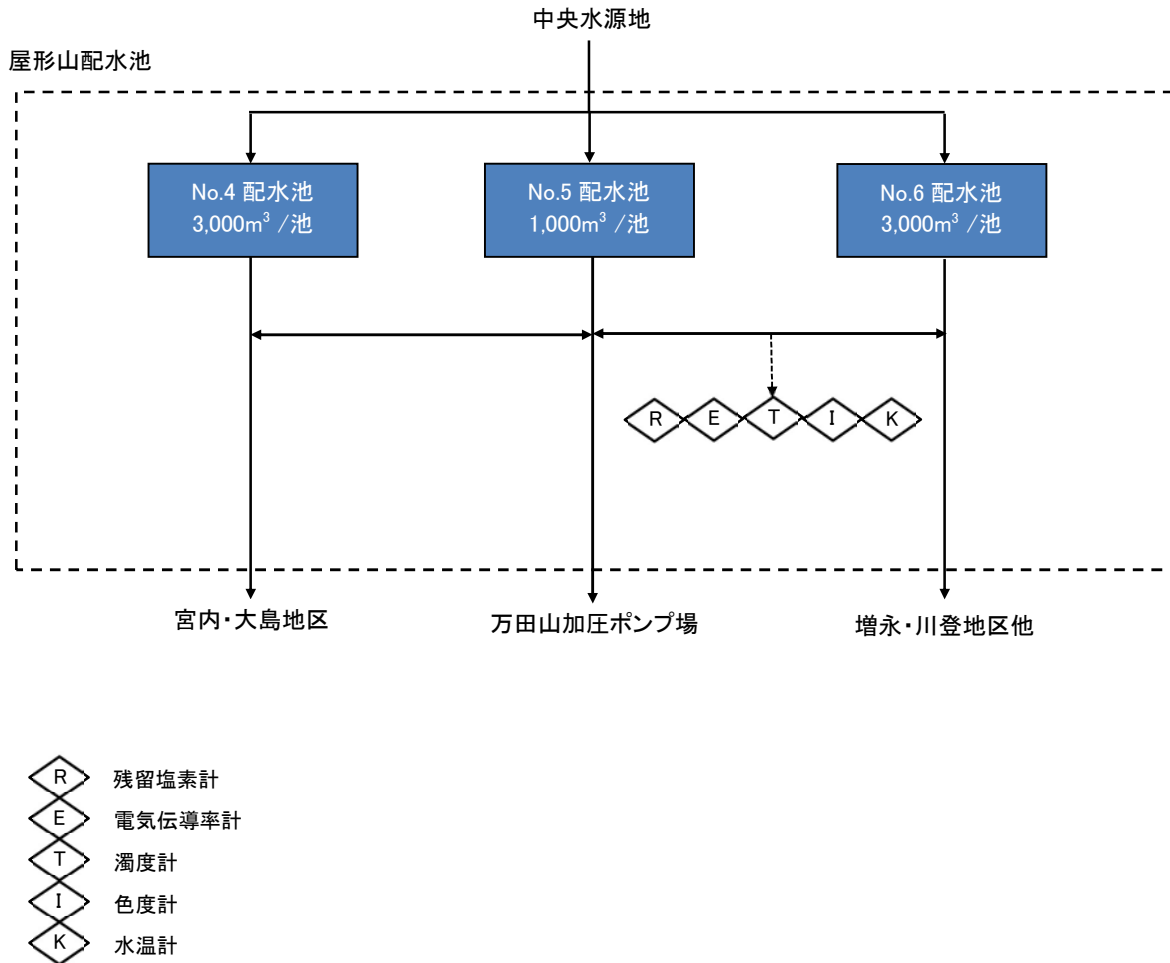 中央水源地
屋形山配水池
No.4 配水池
3,000m³ /池
No.5 配水池
1,000m³ /池
No.6 配水池
3,000m³ /池
R E T I K
宮内・大島地区
万田山加圧ポンプ場
増永・川登地区他
R 残留塩素計
E 電気伝導率計
T 濁度計
I 色度計
K 水温計